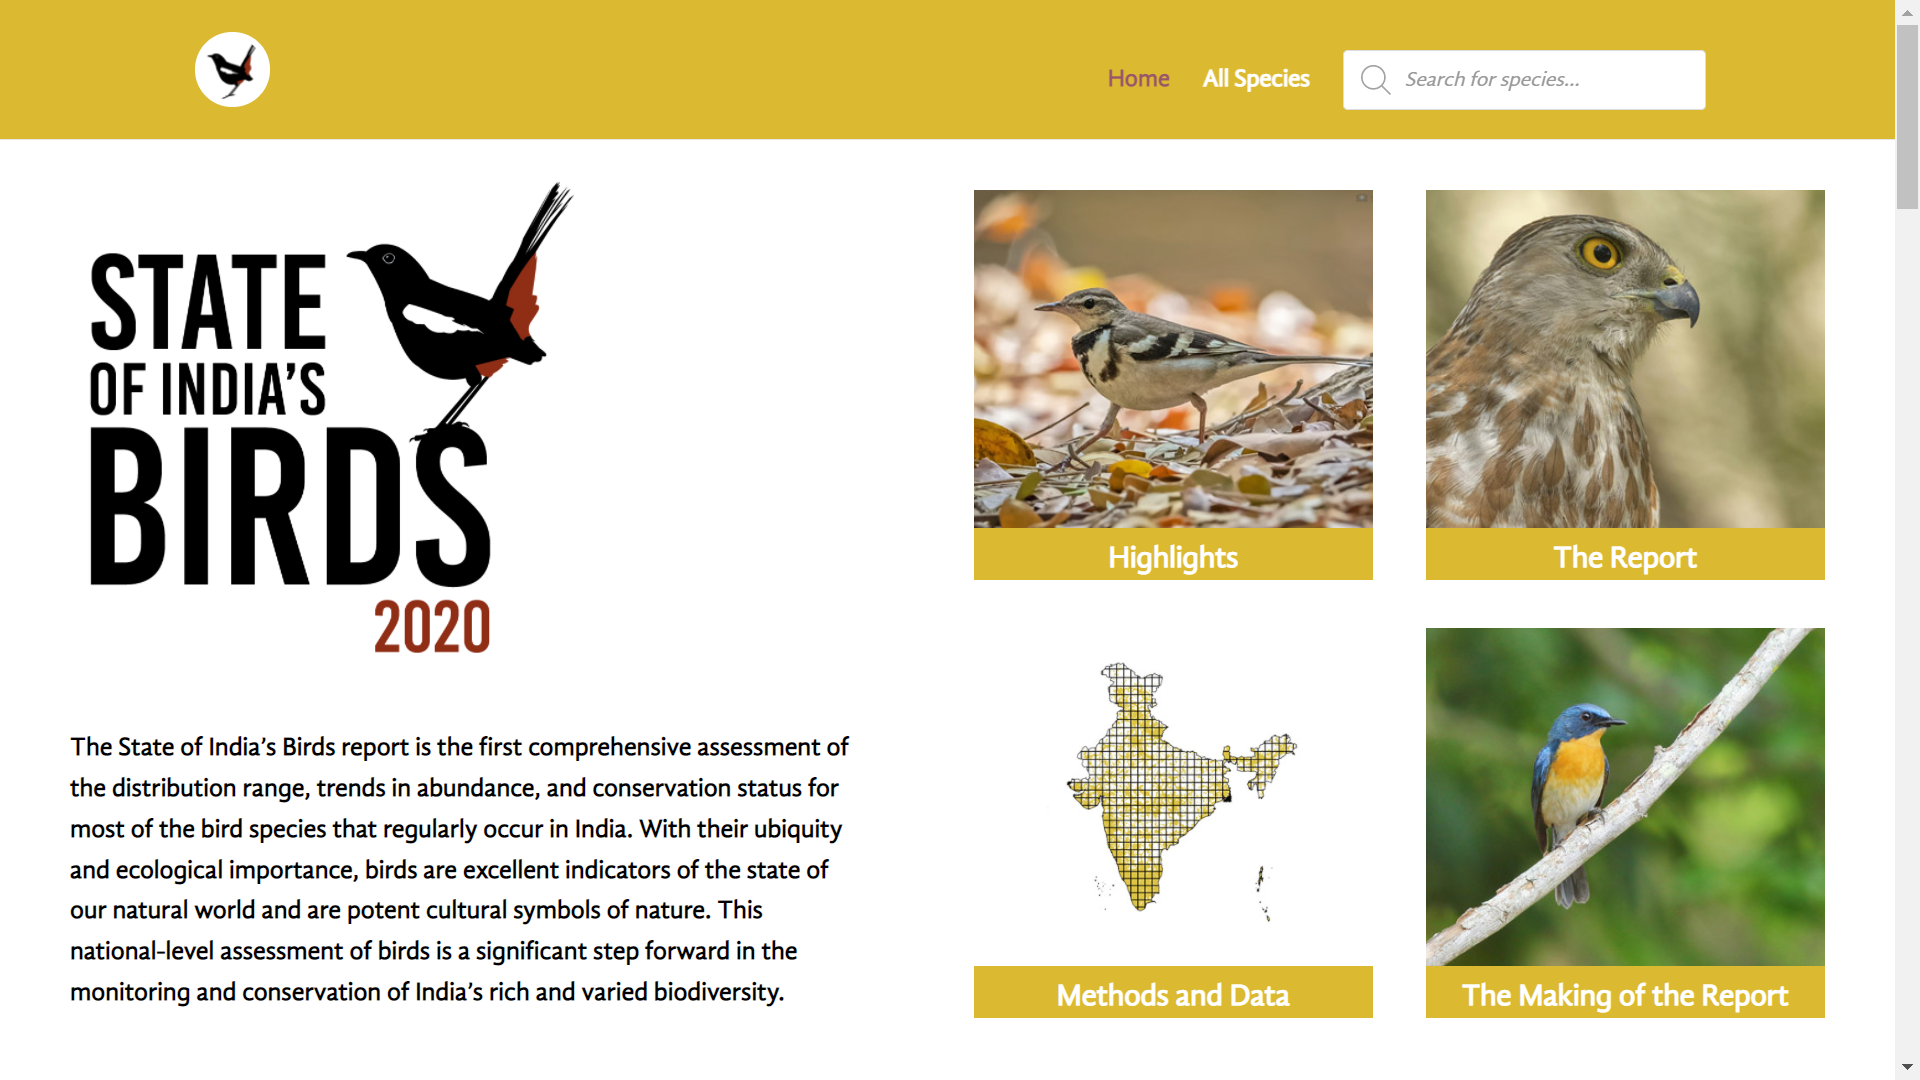 Home
All Species
Search for species...
STATE
OF INDIA’S
BIRDS
2020
The State of India’s Birds report is the first comprehensive assessment of
the distribution range, trends in abundance, and conservation status for
most of the bird species that regularly occur in India. With their ubiquity
and ecological importance, birds are excellent indicators of the state of
our natural world and are potent cultural symbols of nature. This
national-level assessment of birds is a significant step forward in the
monitoring and conservation of India’s rich and varied biodiversity.
Highlights
The Report
Methods and Data
The Making of the Report